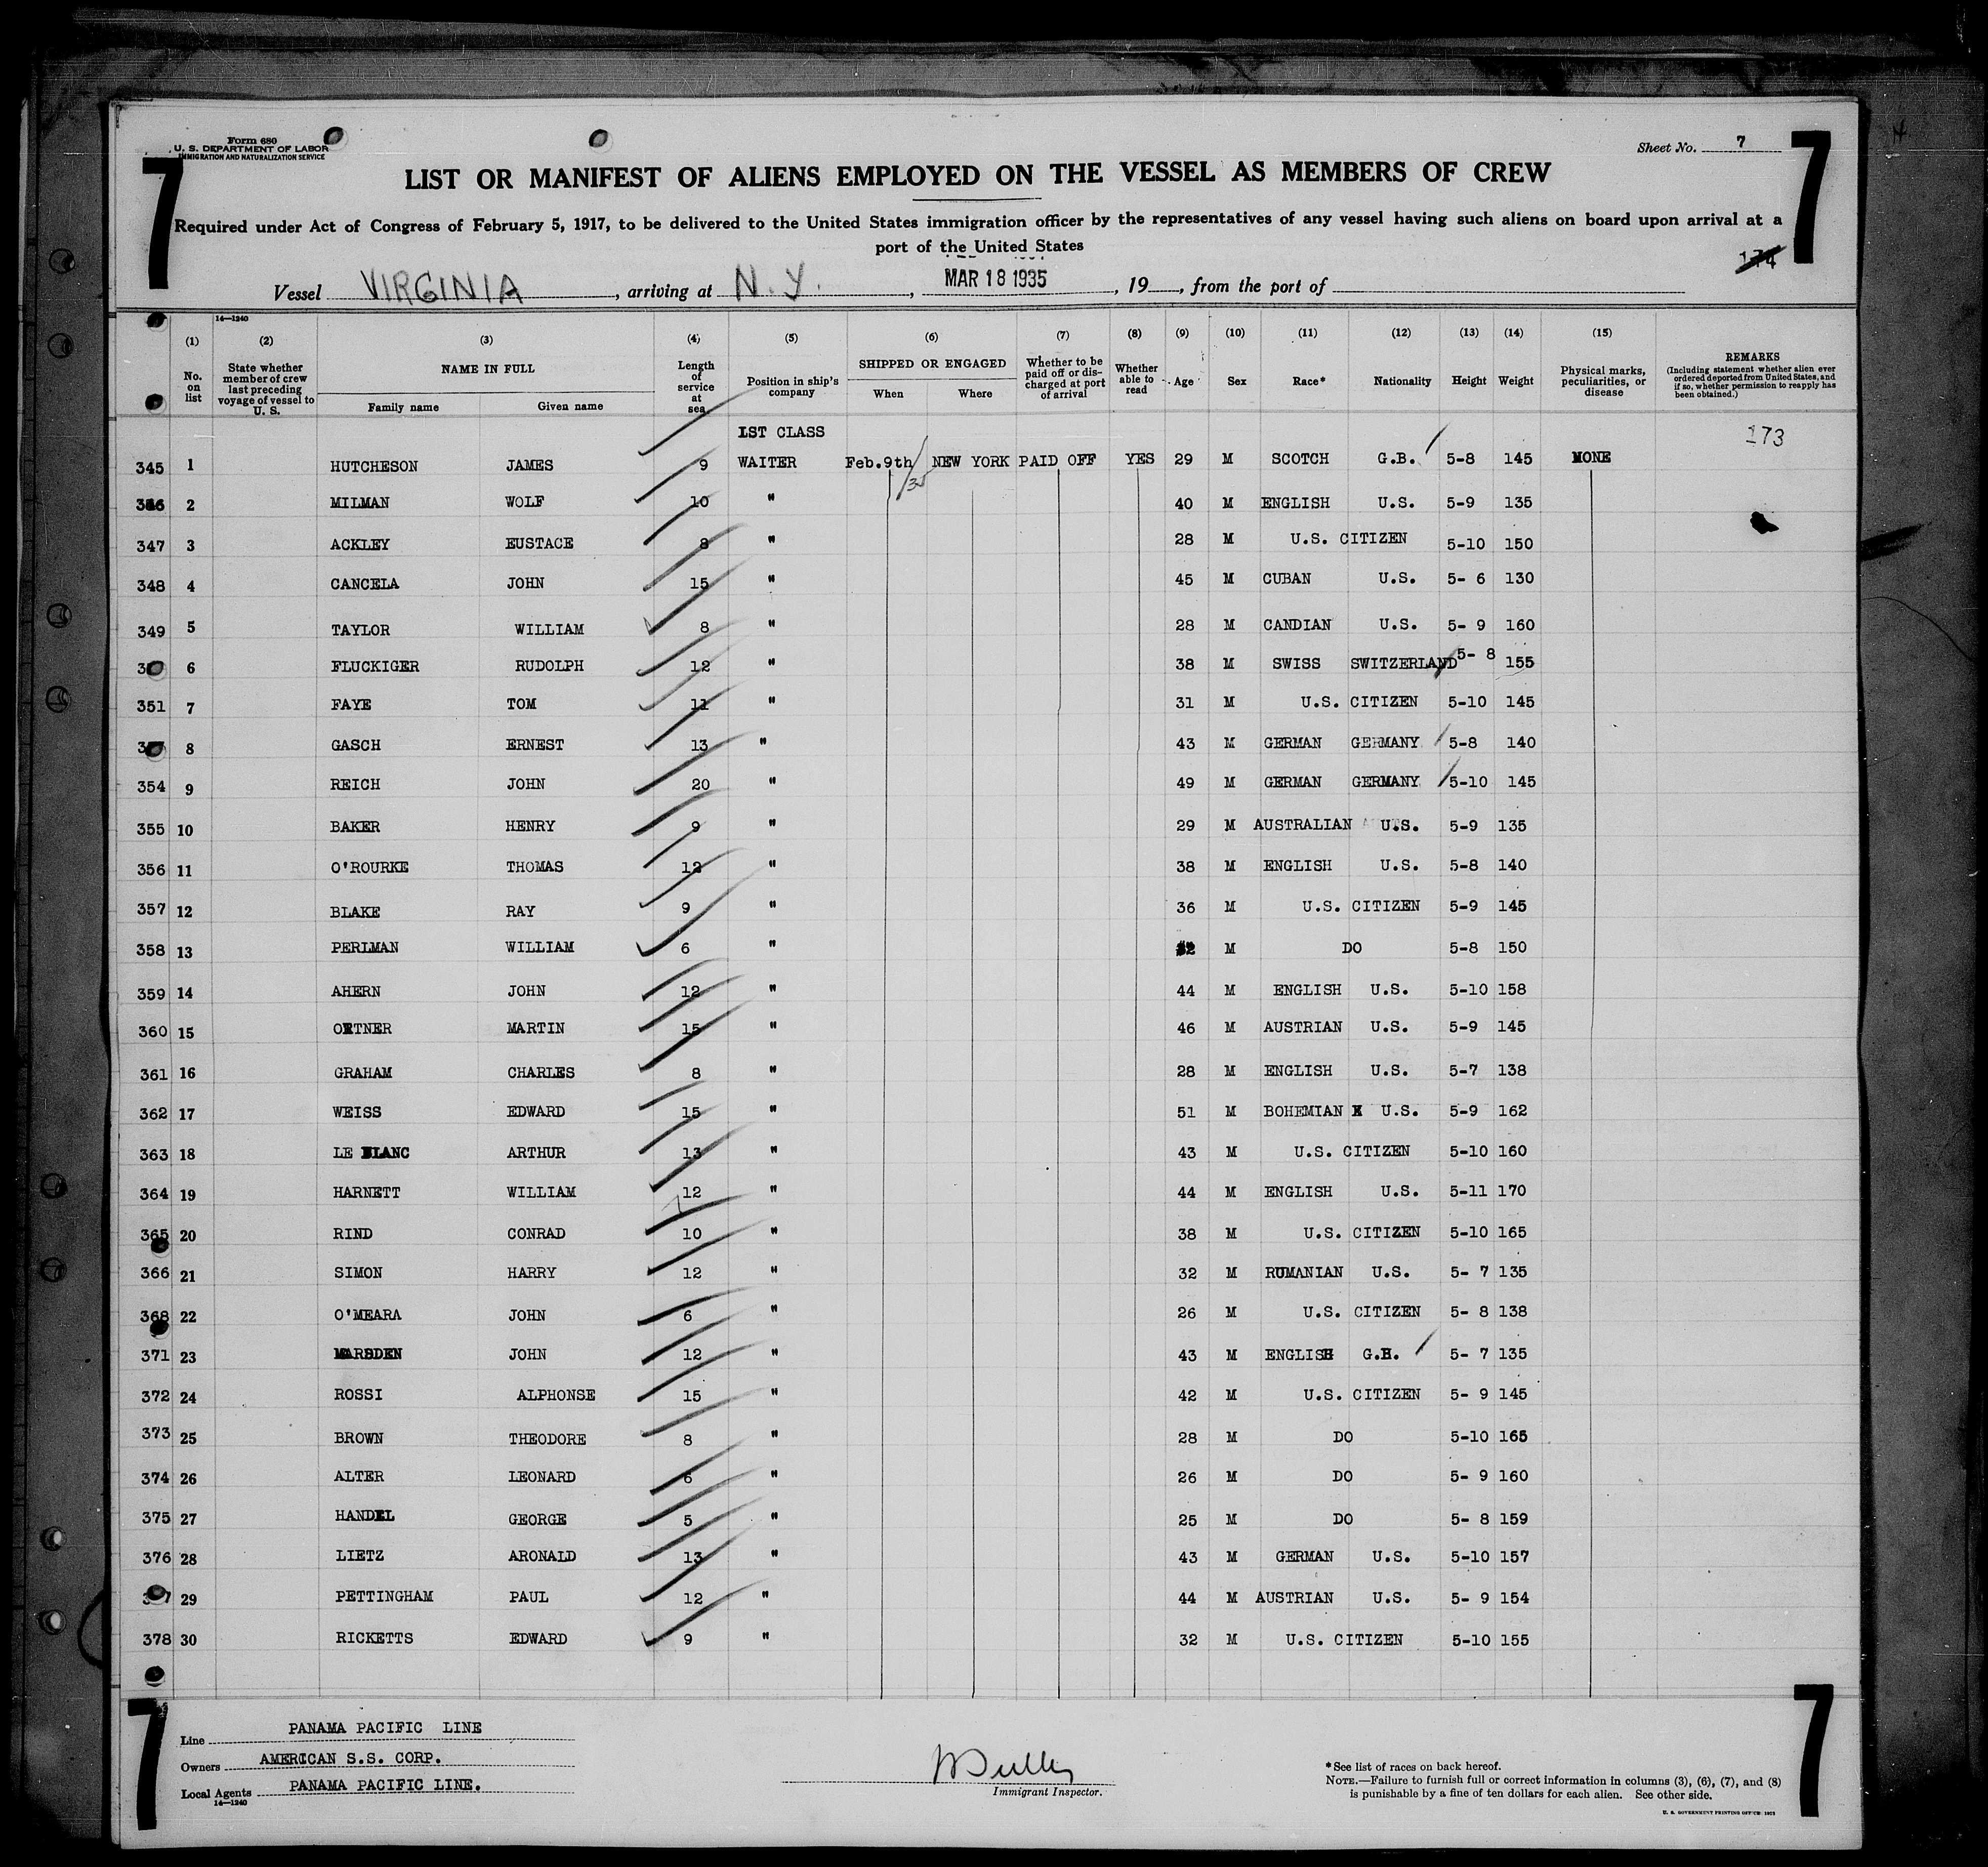 Form 680
U. S. DEPARTMENT OF LABOR
IMMIGRATION AND NATURALIZATION SERVICE
Sheet No. 7
7 7
LIST OR MANIFEST OF ALIENS EMPLOYED ON THE VESSEL AS MEMBERS OF CREW
Required under Act of Congress of February 5, 1917, to be delivered to the United States immigration officer by the representatives of any vessel having such aliens on board upon arrival at a
port of the United States
174
Vessel VIRGINIA, arriving at N.Y., MAR 18 1935, 19, from the port of
14—1240
(1) (2) (3) (4) (5) (6) (7) (8) (9) (10) (11) (12) (13) (14) (15)
No. on list | State whether member of crew last preceding voyage of vessel to U. S. | NAME IN FULL Family name Given name | Length of service at sea | Position in ship's company | SHIPPED OR ENGAGED When Where | Whether to be paid off or discharged at port of arrival | Whether able to read | Age | Sex | Race* | Nationality | Height | Weight | Physical marks, peculiarities, or disease | REMARKS (Including statement whether alien ever ordered deported from United States, and if so, whether permission to reapply has been obtained.)
1ST CLASS 173
345 1 HUTCHESON JAMES 9 WAITER Feb.9th/35 NEW YORK PAID OFF YES 29 M SCOTCH G.B. 5-8 145 NONE
346 2 MILMAN WOLF 10 " 40 M ENGLISH U.S. 5-9 135
347 3 ACKLEY EUSTACE 8 " 28 M U.S. CITIZEN 5-10 150
348 4 CANCELA JOHN 15 " 45 M CUBAN U.S. 5- 6 130
349 5 TAYLOR WILLIAM 8 " 28 M CANDIAN U.S. 5- 9 160
6 FLUCKIGER RUDOLPH 12 " 38 M SWISS SWITZERLAND 5- 8 155
351 7 FAYE TOM 11 " 31 M U.S. CITIZEN 5-10 145
8 GASCH ERNEST 13 " 43 M GERMAN GERMANY 5-8 140
354 9 REICH JOHN 20 " 49 M GERMAN GERMANY 5-10 145
355 10 BAKER HENRY 9 " 29 M AUSTRALIAN U.S. 5-9 135
356 11 O'ROURKE THOMAS 12 " 38 M ENGLISH U.S. 5-8 140
357 12 BLAKE RAY 9 " 36 M U.S. CITIZEN 5-9 145
358 13 PERLMAN WILLIAM 6 " M DO 5-8 150
359 14 AHERN JOHN 12 " 44 M ENGLISH U.S. 5-10 158
360 15 ORTNER MARTIN 15 " 46 M AUSTRIAN U.S. 5-9 145
361 16 GRAHAM CHARLES 8 " 28 M ENGLISH U.S. 5-7 138
362 17 WEISS EDWARD 15 " 51 M BOHEMIAN X U.S. 5-9 162
363 18 LE BLANC ARTHUR 13 " 43 M U.S. CITIZEN 5-10 160
364 19 HARNETT WILLIAM 12 " 44 M ENGLISH U.S. 5-11 170
365 20 RIND CONRAD 10 " 38 M U.S. CITIZEN 5-10 165
366 21 SIMON HARRY 12 " 32 M RUMANIAN U.S. 5- 7 135
368 22 O'MEARA JOHN 6 " 26 M U.S. CITIZEN 5- 8 138
371 23 MARSDEN JOHN 12 " 43 M ENGLISH G.B. 5- 7 135
372 24 ROSSI ALPHONSE 15 " 42 M U.S. CITIZEN 5- 9 145
373 25 BROWN THEODORE 8 " 28 M DO 5-10 165
374 26 ALTER LEONARD 6 " 26 M DO 5- 9 160
375 27 HANDEL GEORGE 5 " 25 M DO 5- 8 159
376 28 LIETZ ARONALD 13 " 43 M GERMAN U.S. 5-10 157
29 PETTINGHAM PAUL 12 " 44 M AUSTRIAN U.S. 5- 9 154
378 30 RICKETTS EDWARD 9 " 32 M U.S. CITIZEN 5-10 155
7 7
Line PANAMA PACIFIC LINE
Owners AMERICAN S.S. CORP.
Local Agents PANAMA PACIFIC LINE.
14—1240
Immigrant Inspector.
*See list of races on back hereof.
NOTE.—Failure to furnish full or correct information in columns (3), (6), (7), and (8)
is punishable by a fine of ten dollars for each alien. See other side.
U. S. GOVERNMENT PRINTING OFFICE